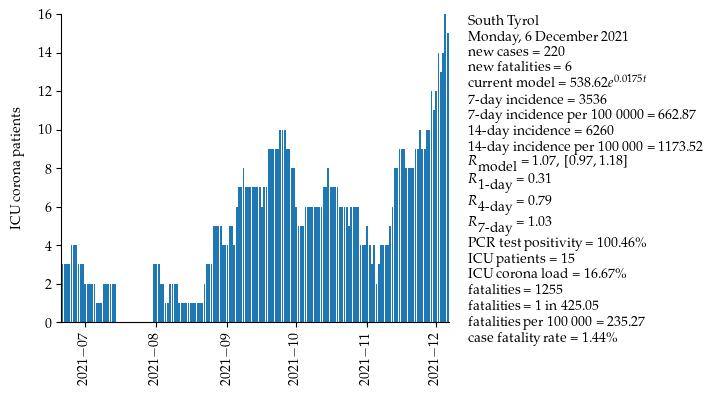 16
14
12
10
8
6
4
2
0
ICU corona patients
2021−07
2021−08
2021−09
2021−10
2021−11
2021−12
South Tyrol
Monday, 6 December 2021
new cases = 220
new fatalities = 6
current model = 538.62e^0.0175t
7-day incidence = 3536
7-day incidence per 100 0000 = 662.87
14-day incidence = 6260
14-day incidence per 100 000 = 1173.52
R_model = 1.07, [0.97, 1.18]
R_1-day = 0.31
R_4-day = 0.79
R_7-day = 1.03
PCR test positivity = 100.46%
ICU patients = 15
ICU corona load = 16.67%
fatalities = 1255
fatalities = 1 in 425.05
fatalities per 100 000 = 235.27
case fatality rate = 1.44%